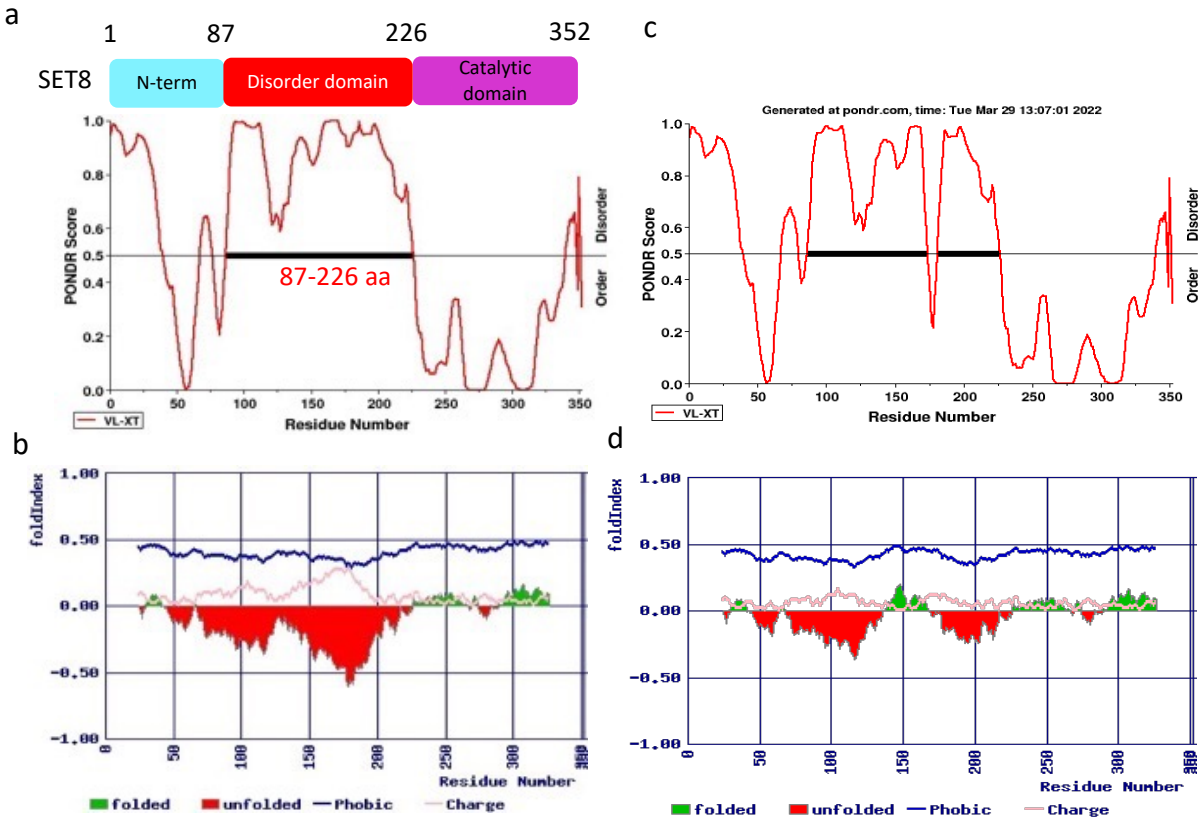 a
1 87 226 352
SET8 N-term Disorder domain Catalytic domain
1.0
0.8
0.6
0.5
0.4
0.2
0.0
PONDR Score
Disorder
Order
87-226 aa
0 50 100 150 200 250 300 350
VL-XT
Residue Number
b
foldIndex
1.00
0.50
0.00
-0.50
-1.00
0 50 100 150 200 250 300
Residue Number
folded unfolded Phobic Charge
c
Generated at pondr.com, time: Tue Mar 29 13:07:01 2022
1.0
0.8
0.6
0.5
0.4
0.2
0.0
PONDR Score
Disorder
Order
0 50 100 150 200 250 300 350
VL-XT
Residue Number
d
foldIndex
1.00
0.50
0.00
-0.50
-1.00
0 50 100 150 200 250 300
Residue Number
folded unfolded Phobic Charge